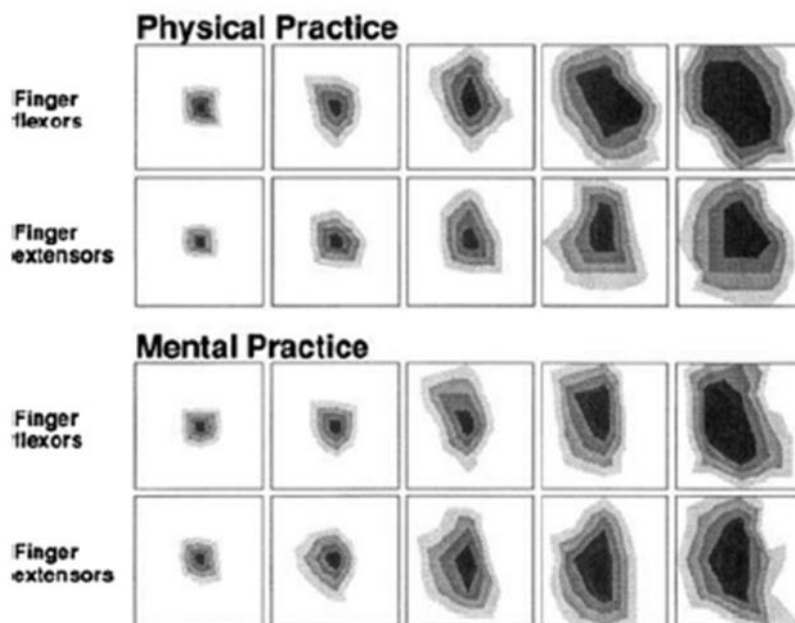 Physical Practice
Finger
flexors
Finger
extensors
Mental Practice
Finger
flexors
Finger
extensors